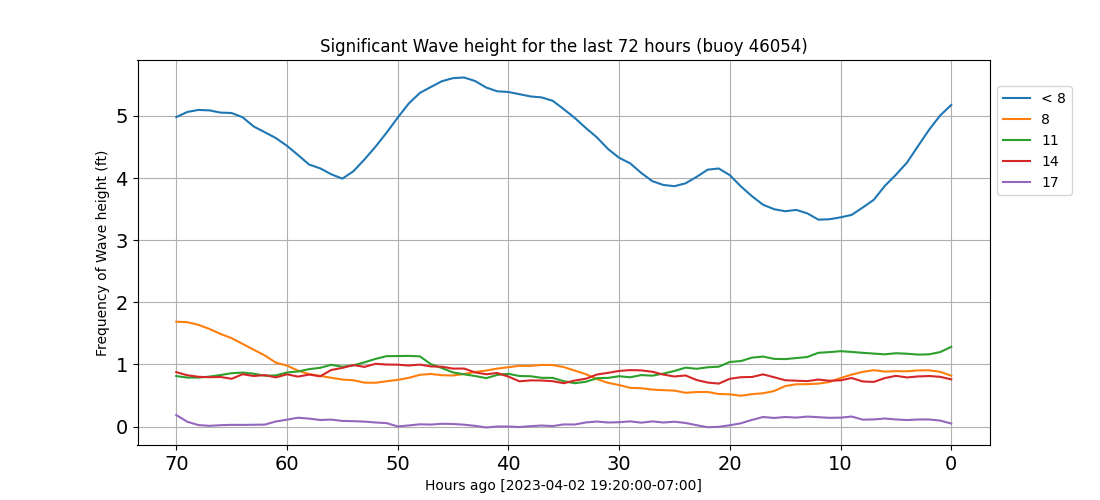 Significant Wave height for the last 72 hours (buoy 46054)
Frequency of Wave height (ft)
5
4
3
2
1
0
70 60 50 40 30 20 10 0
Hours ago [2023-04-02 19:20:00-07:00]
< 8
8
11
14
17